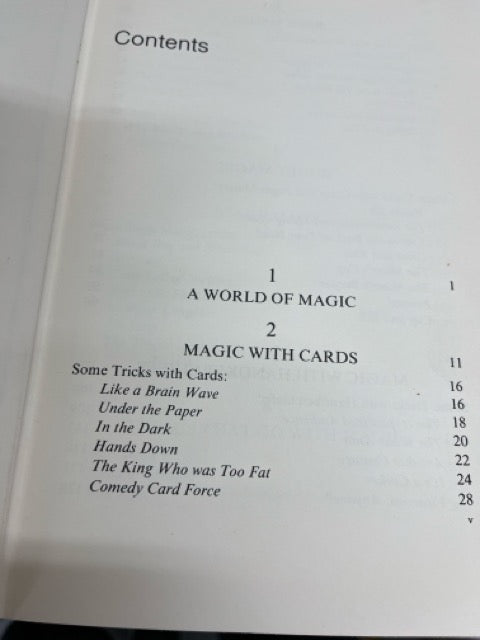 Contents
1
A WORLD OF MAGIC 1
2
MAGIC WITH CARDS 11
Some Tricks with Cards: 16
Like a Brain Wave 16
Under the Paper 18
In the Dark 20
Hands Down 22
The King Who was Too Fat 24
Comedy Card Force 28
v